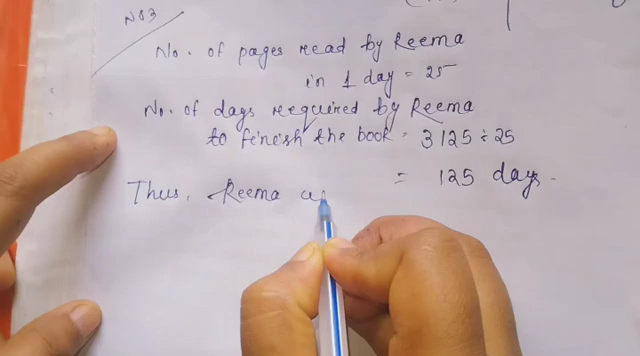 No. of pages read by Reema
in 1 day = 25
No. of days required by Reema
to finish the book = 3125 ÷ 25
= 125 days.
Thus, Reema